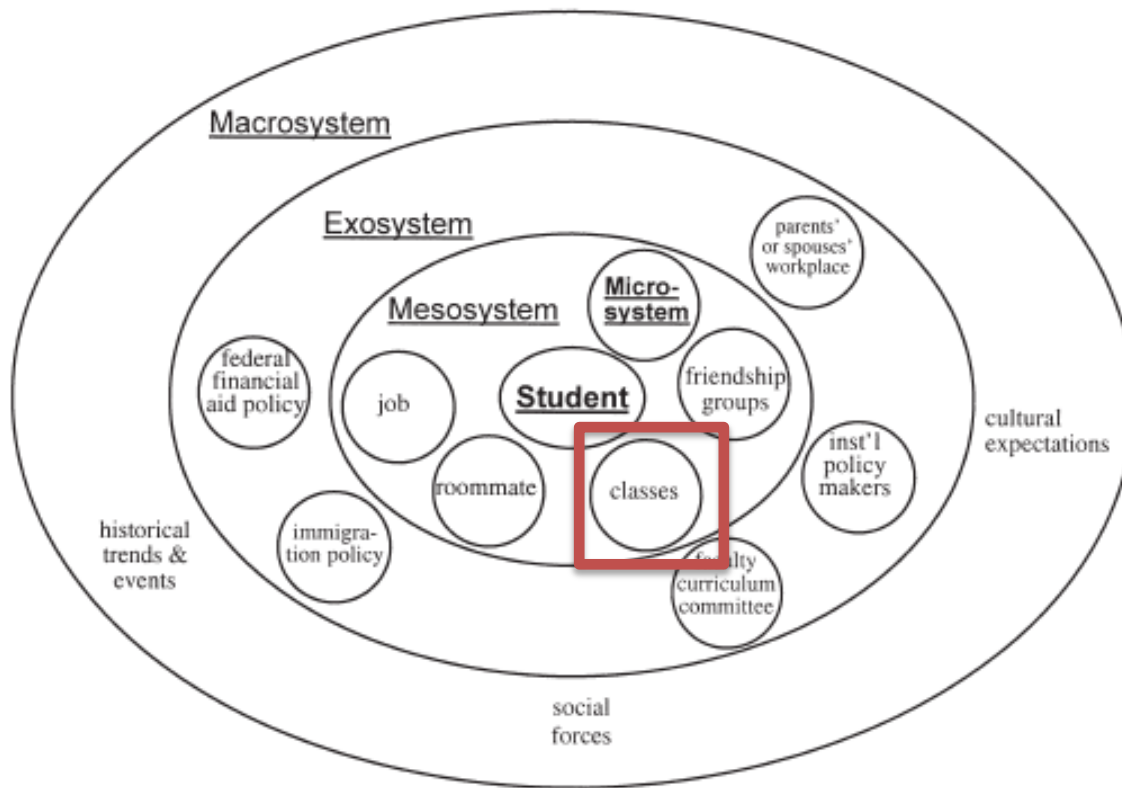 Macrosystem
Exosystem
parents'
or spouses'
workplace
Mesosystem
Micro-
system
federal
financial
aid policy
job
Student
friendship
groups
cultural
expectations
inst'l
policy
makers
roommate
classes
historical
trends &
events
immigra-
tion policy
faculty
curriculum
committee
social
forces